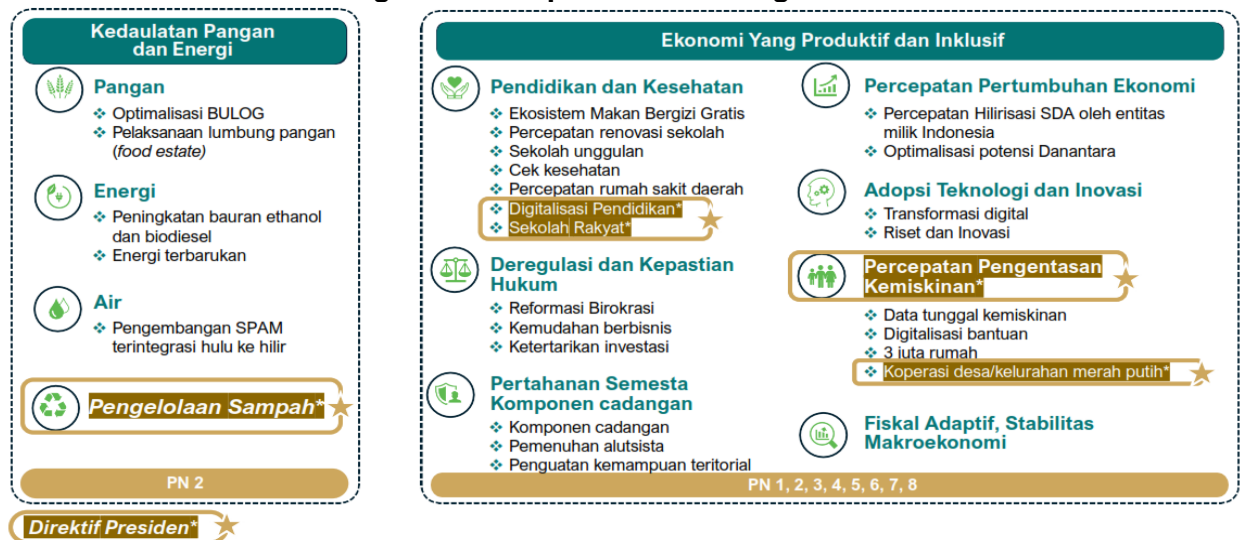 Kedaulatan Pangan
dan Energi
Pangan
❖ Optimalisasi BULOG
❖ Pelaksanaan lumbung pangan
(food estate)
Energi
❖ Peningkatan bauran ethanol
dan biodiesel
❖ Energi terbarukan
Air
❖ Pengembangan SPAM
terintegrasi hulu ke hilir
Pengelolaan Sampah*
PN 2
Direktif Presiden*
Ekonomi Yang Produktif dan Inklusif
Pendidikan dan Kesehatan
❖ Ekosistem Makan Bergizi Gratis
❖ Percepatan renovasi sekolah
❖ Sekolah unggulan
❖ Cek kesehatan
❖ Percepatan rumah sakit daerah
❖ Digitalisasi Pendidikan*
❖ Sekolah Rakyat*
Deregulasi dan Kepastian
Hukum
❖ Reformasi Birokrasi
❖ Kemudahan berbisnis
❖ Ketertarikan investasi
Pertahanan Semesta
Komponen cadangan
❖ Komponen cadangan
❖ Pemenuhan alutsista
❖ Penguatan kemampuan teritorial
Percepatan Pertumbuhan Ekonomi
❖ Percepatan Hilirisasi SDA oleh entitas
milik Indonesia
❖ Optimalisasi potensi Danantara
Adopsi Teknologi dan Inovasi
❖ Transformasi digital
❖ Riset dan Inovasi
Percepatan Pengentasan
Kemiskinan*
❖ Data tunggal kemiskinan
❖ Digitalisasi bantuan
❖ 3 juta rumah
❖ Koperasi desa/kelurahan merah putih*
Fiskal Adaptif, Stabilitas
Makroekonomi
PN 1, 2, 3, 4, 5, 6, 7, 8